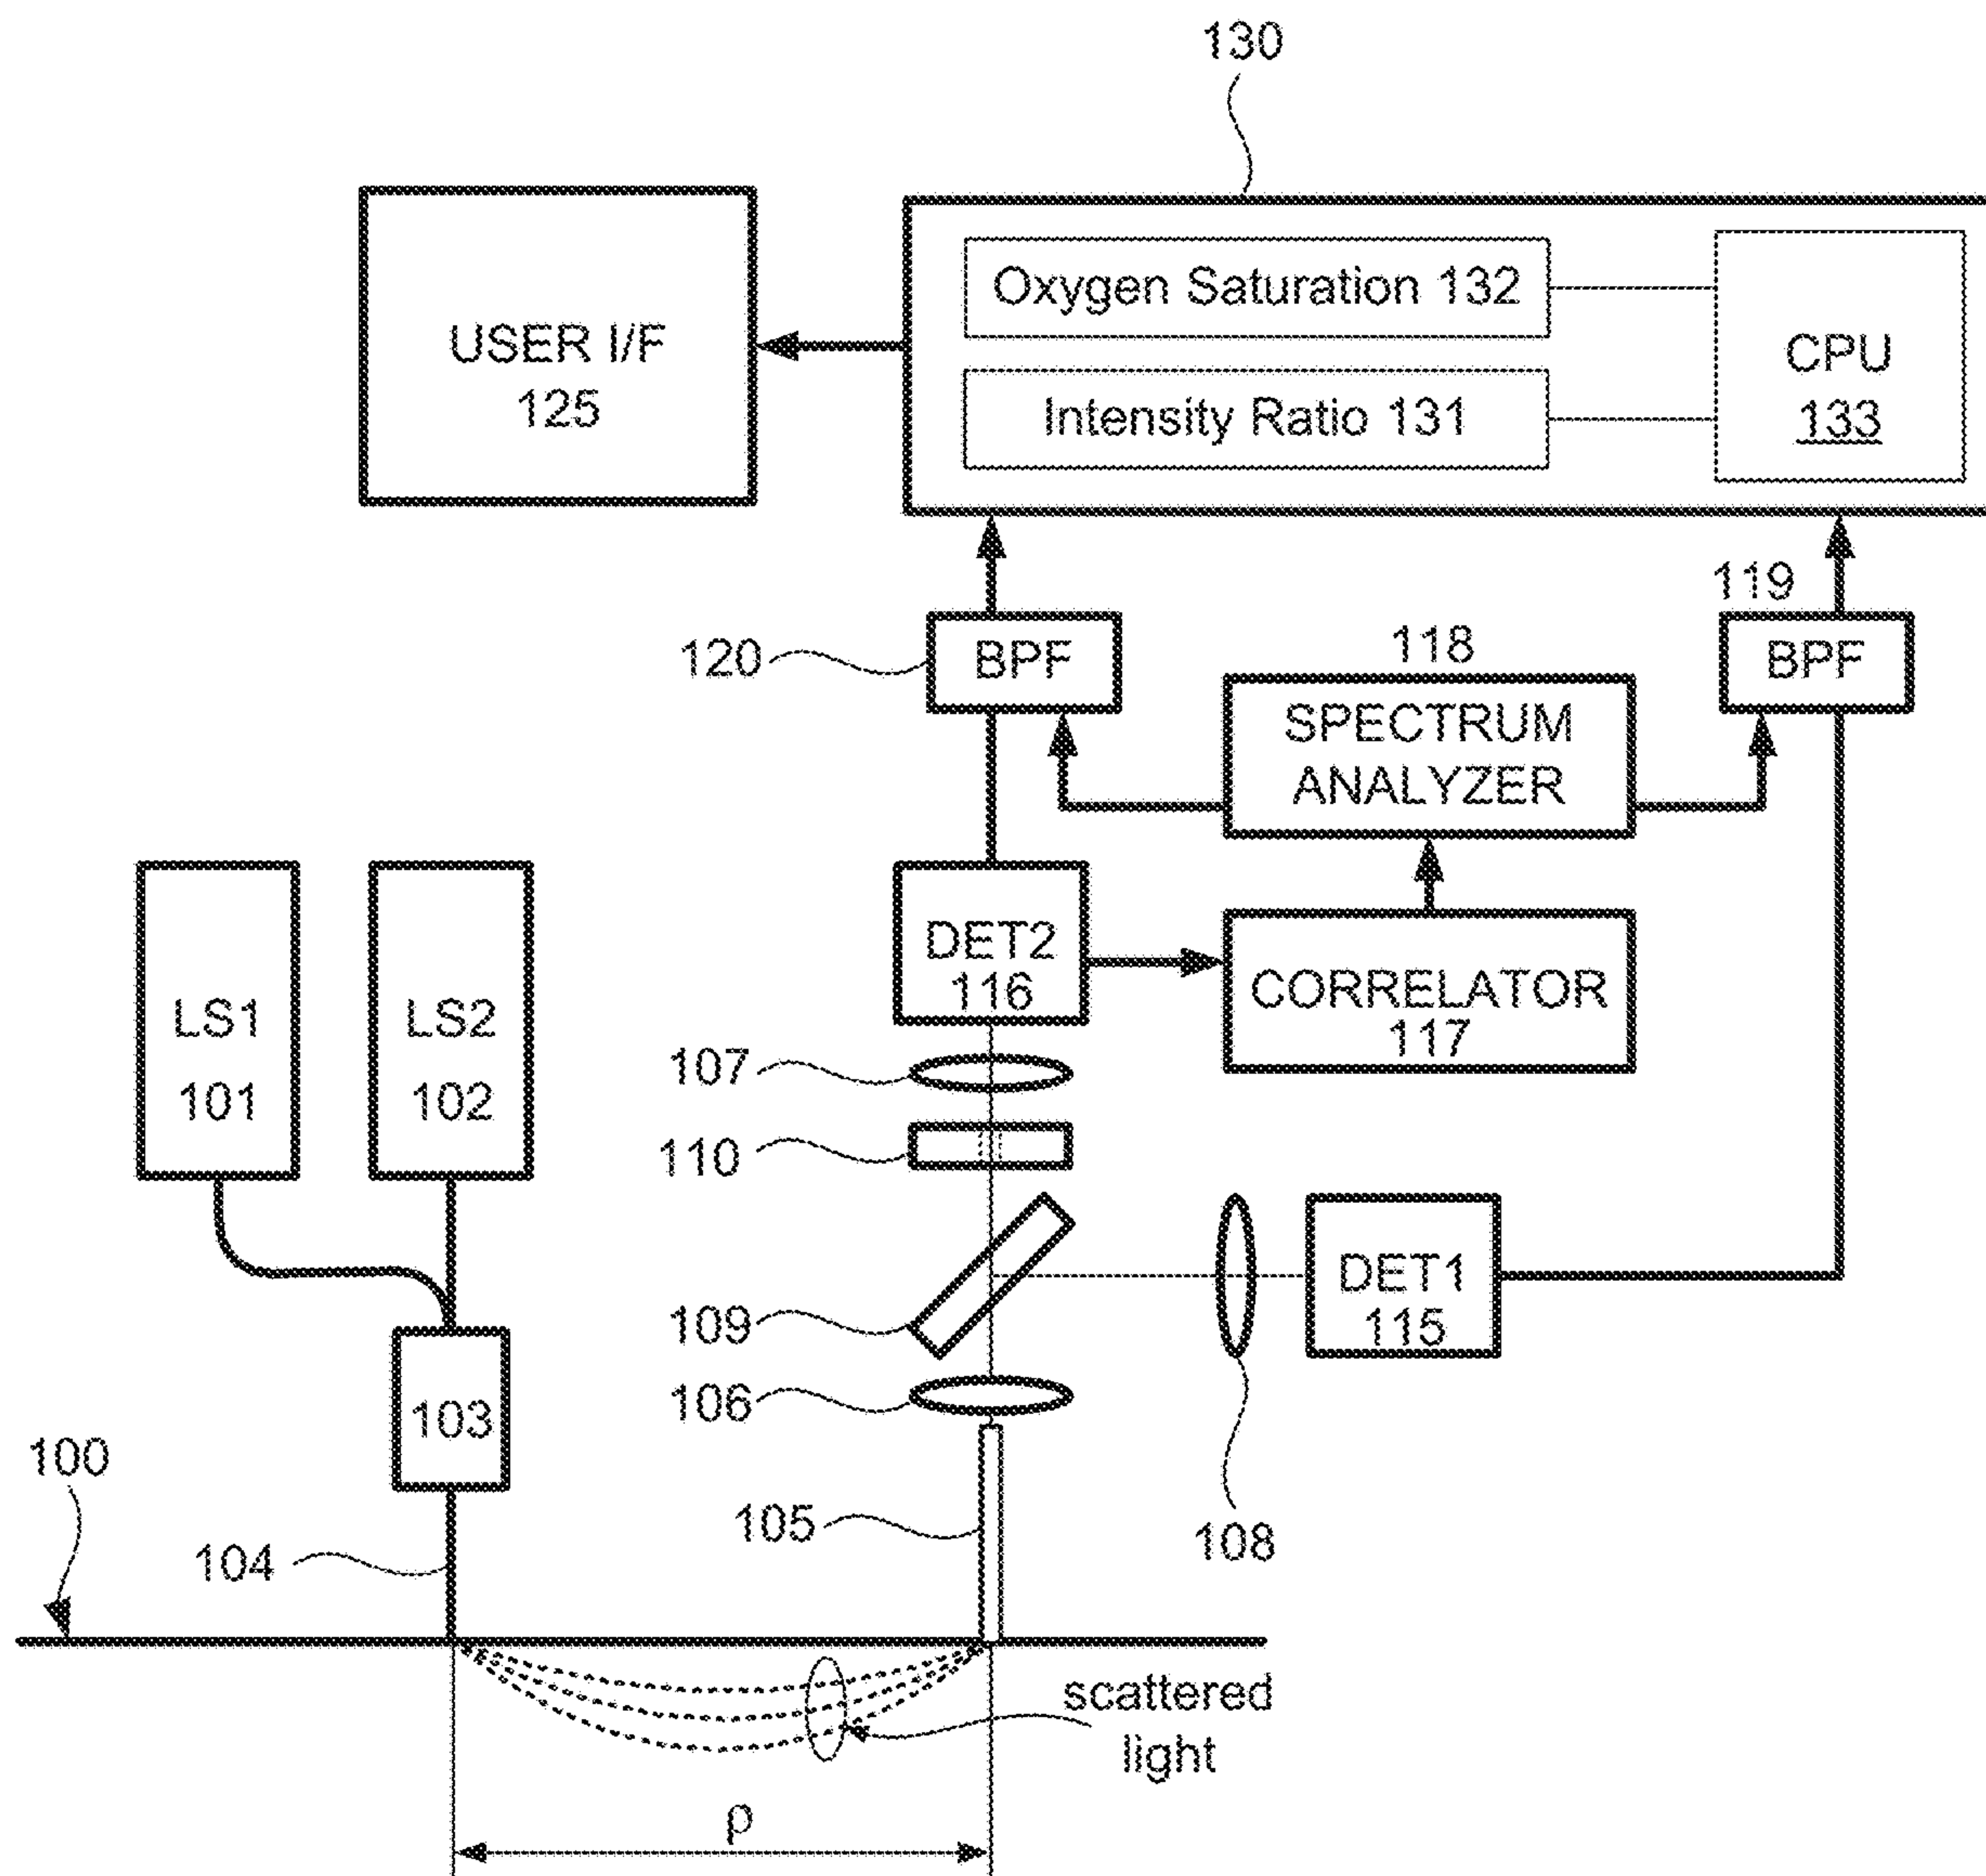 130
USER I/F
125
Oxygen Saturation 132
Intensity Ratio 131
CPU
133
119
120
BPF
118
BPF
SPECTRUM
ANALYZER
DET2
116
CORRELATOR
117
LS1
101
LS2
102
107
110
109
DET1
115
103
106
100
105
108
104
scattered
light
ρ